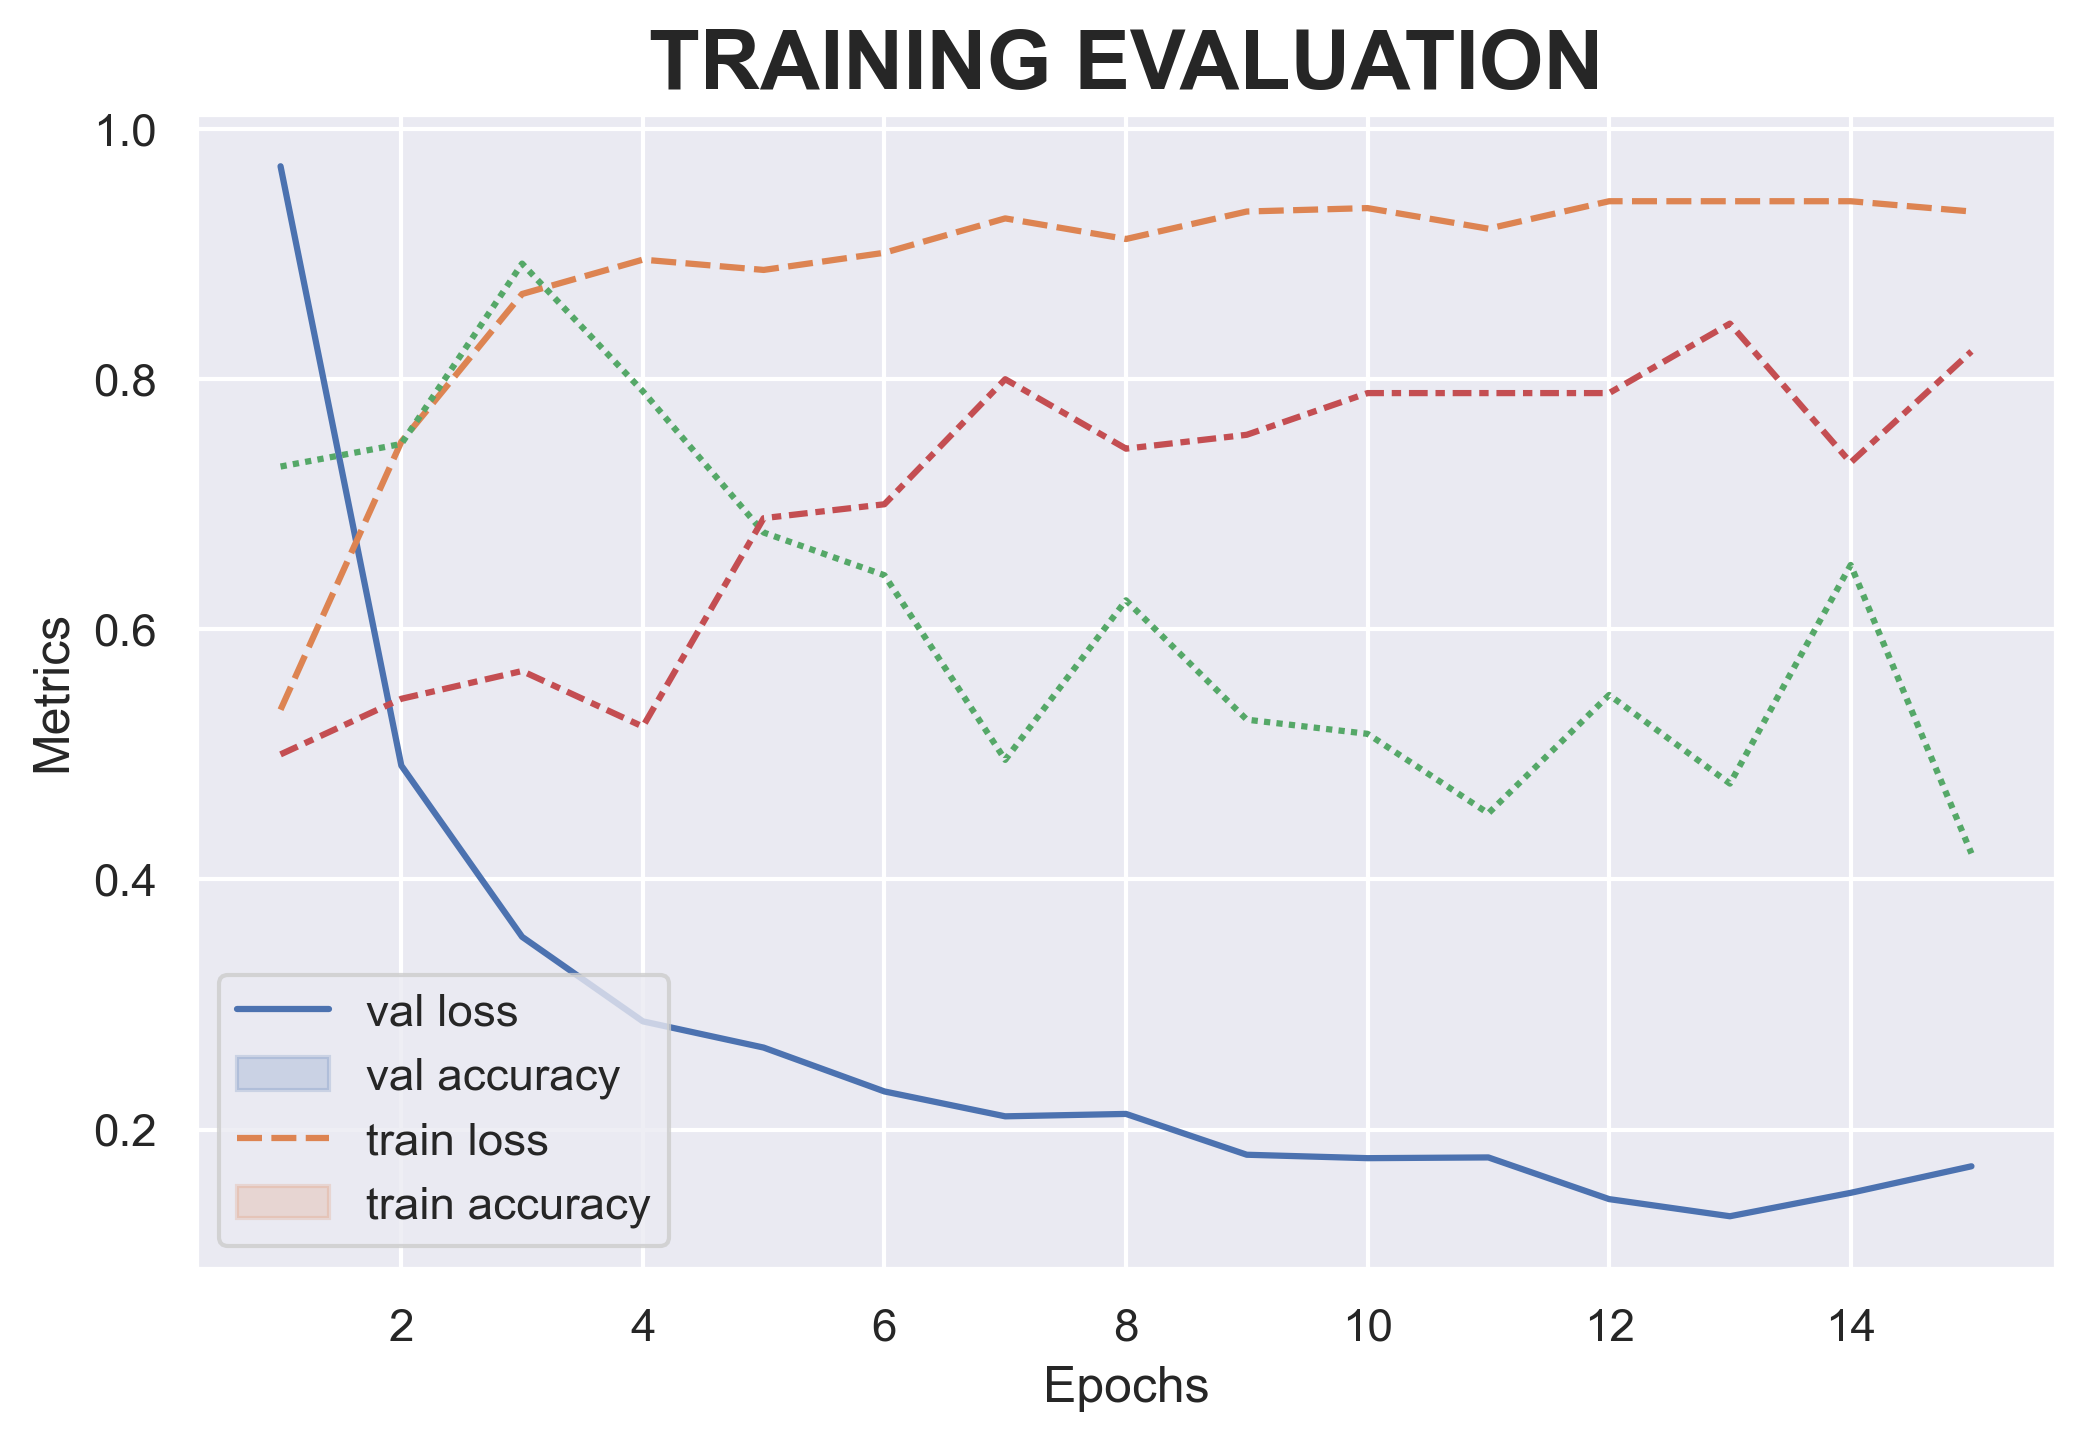 TRAINING EVALUATION
1.0
0.8
0.6
0.4
0.2
Metrics
val loss
val accuracy
train loss
train accuracy
2 4 6 8 10 12 14
Epochs